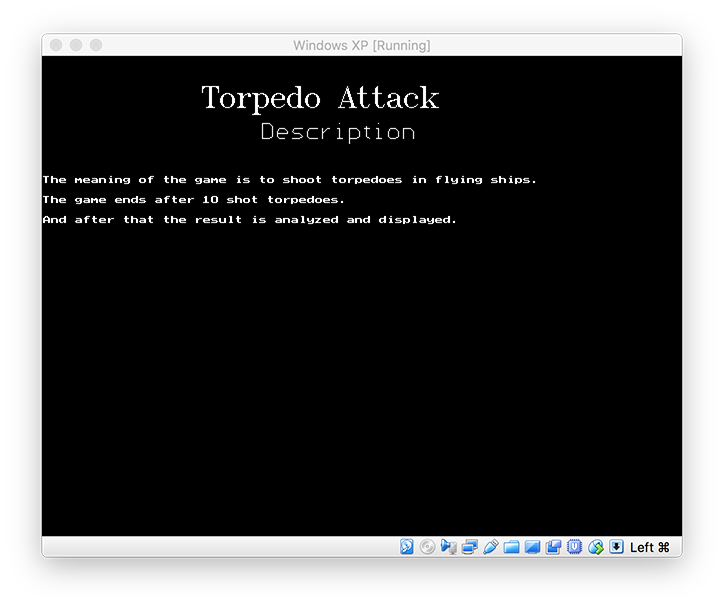 Windows XP [Running]
Torpedo Attack
Description
The meaning of the game is to shoot torpedoes in flying ships.
The game ends after 10 shot torpedoes.
And after that the result is analyzed and displayed.
Left ⌘